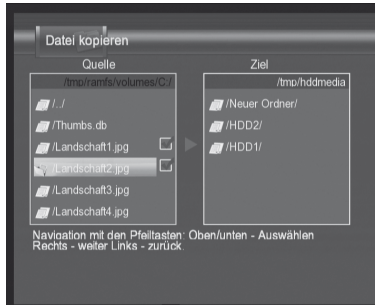 Datei kopieren
Quelle
Ziel
/tmp/ramfs/volumes/C:/
/../
/Thumbs.db
/Landschaft1.jpg
/Landschaft2.jpg
/Landschaft3.jpg
/Landschaft4.jpg
/tmp/hddmedia
/Neuer Ordner/
/HDD2/
/HDD1/
Navigation mit den Pfeiltasten: Oben/unten - Auswählen
Rechts - weiter Links - zurück.